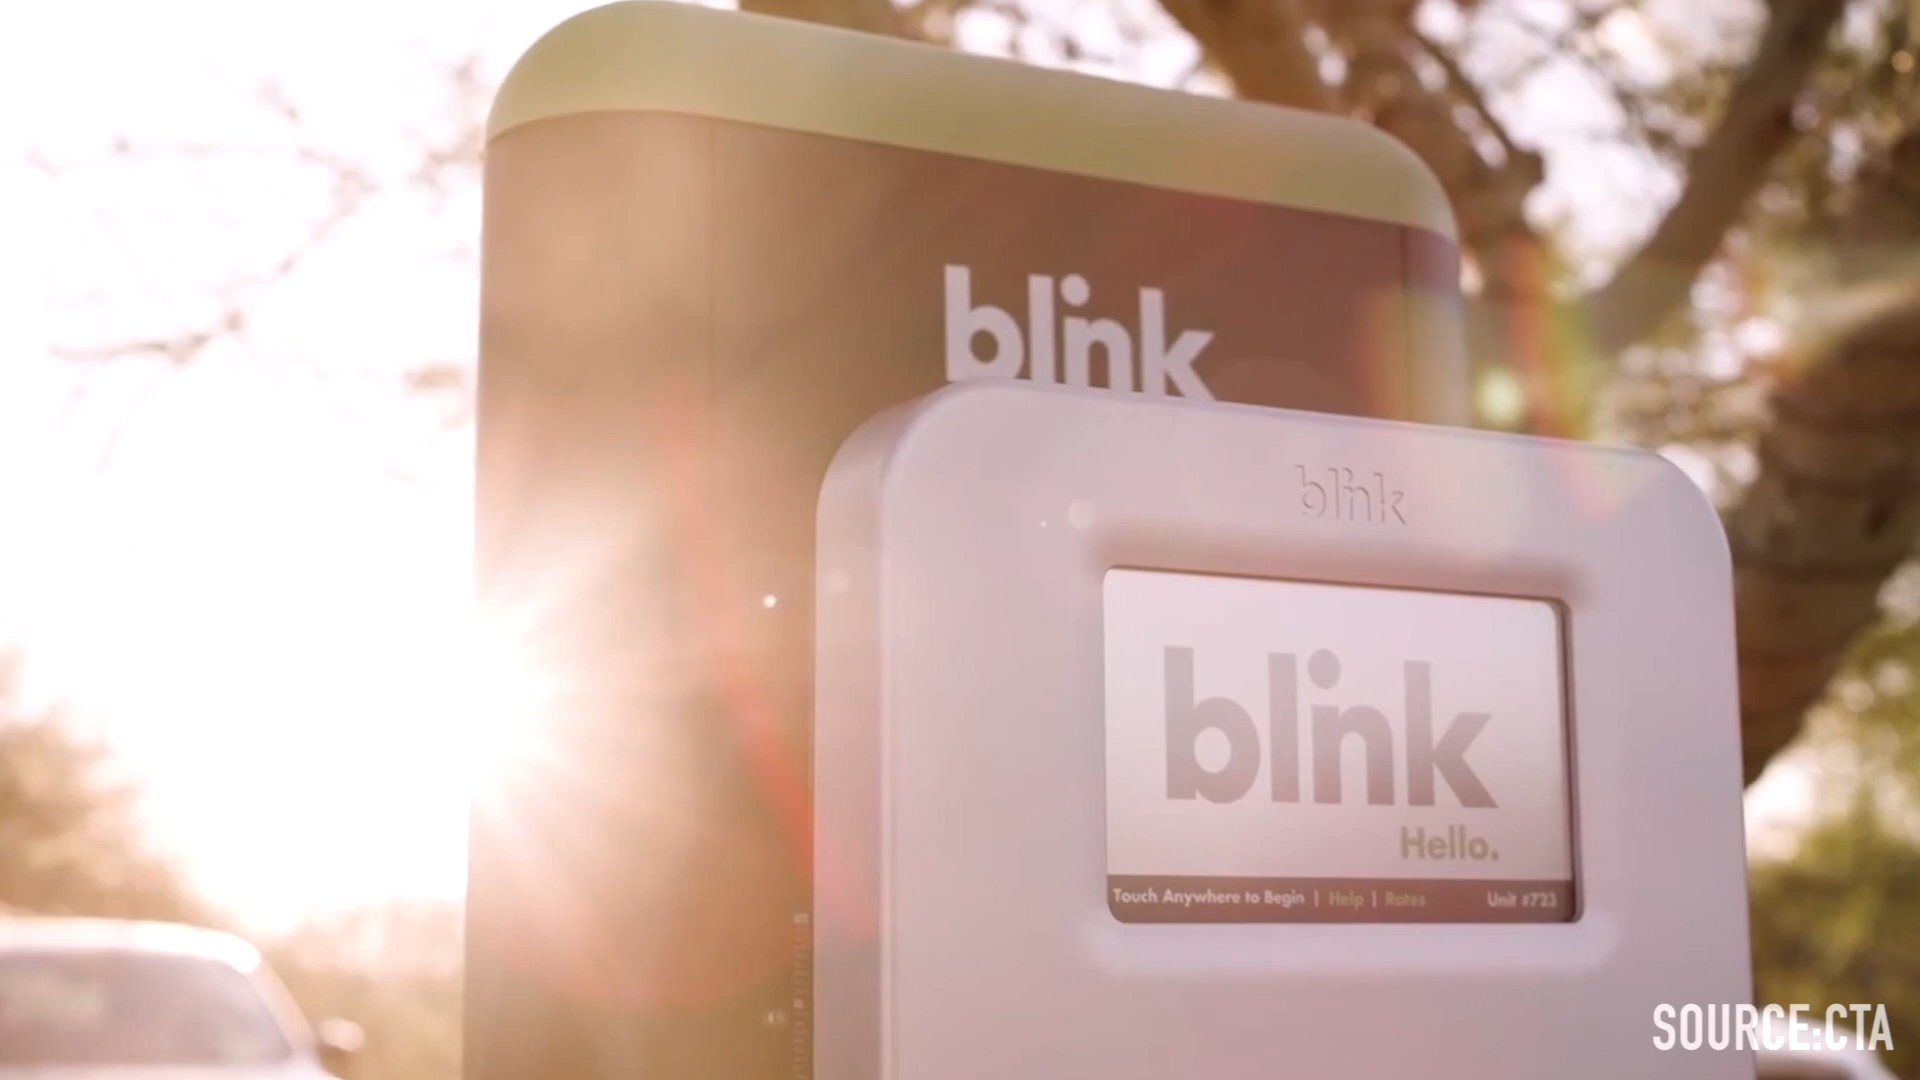 blink
blink
blink
Hello.
Touch Anywhere to Begin | Help | Rates Unit #723
SOURCE:CTA